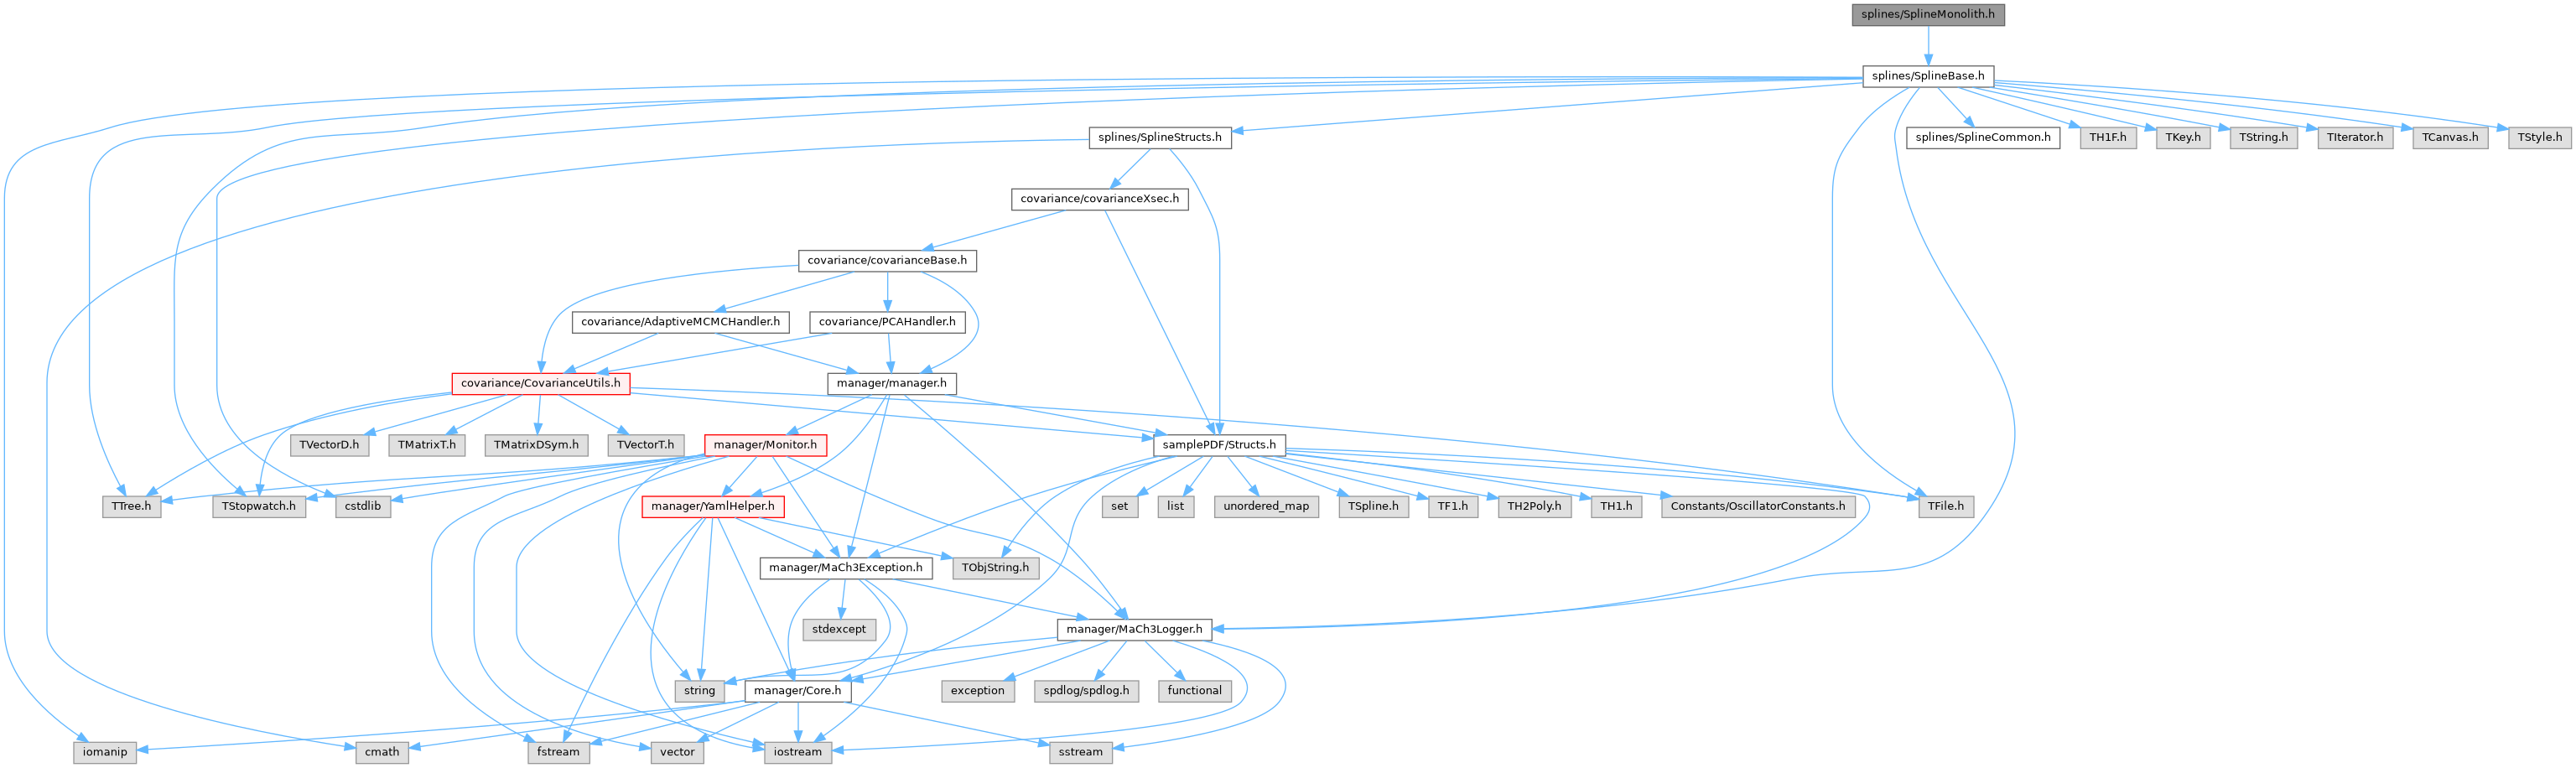 splines/SplineMonolith.h
splines/SplineBase.h
splines/SplineStructs.h
splines/SplineCommon.h
TH1F.h
TKey.h
TString.h
TIterator.h
TCanvas.h
TStyle.h
covariance/covarianceXsec.h
covariance/covarianceBase.h
covariance/AdaptiveMCMCHandler.h
covariance/PCAHandler.h
covariance/CovarianceUtils.h
manager/manager.h
TVectorD.h
TMatrixT.h
TMatrixDSym.h
TVectorT.h
manager/Monitor.h
samplePDF/Structs.h
TTree.h
TStopwatch.h
cstdlib
manager/YamlHelper.h
set
list
unordered_map
TSpline.h
TF1.h
TH2Poly.h
TH1.h
Constants/OscillatorConstants.h
TFile.h
manager/MaCh3Exception.h
TObjString.h
stdexcept
manager/MaCh3Logger.h
string
manager/Core.h
exception
spdlog/spdlog.h
functional
iomanip
cmath
fstream
vector
iostream
sstream